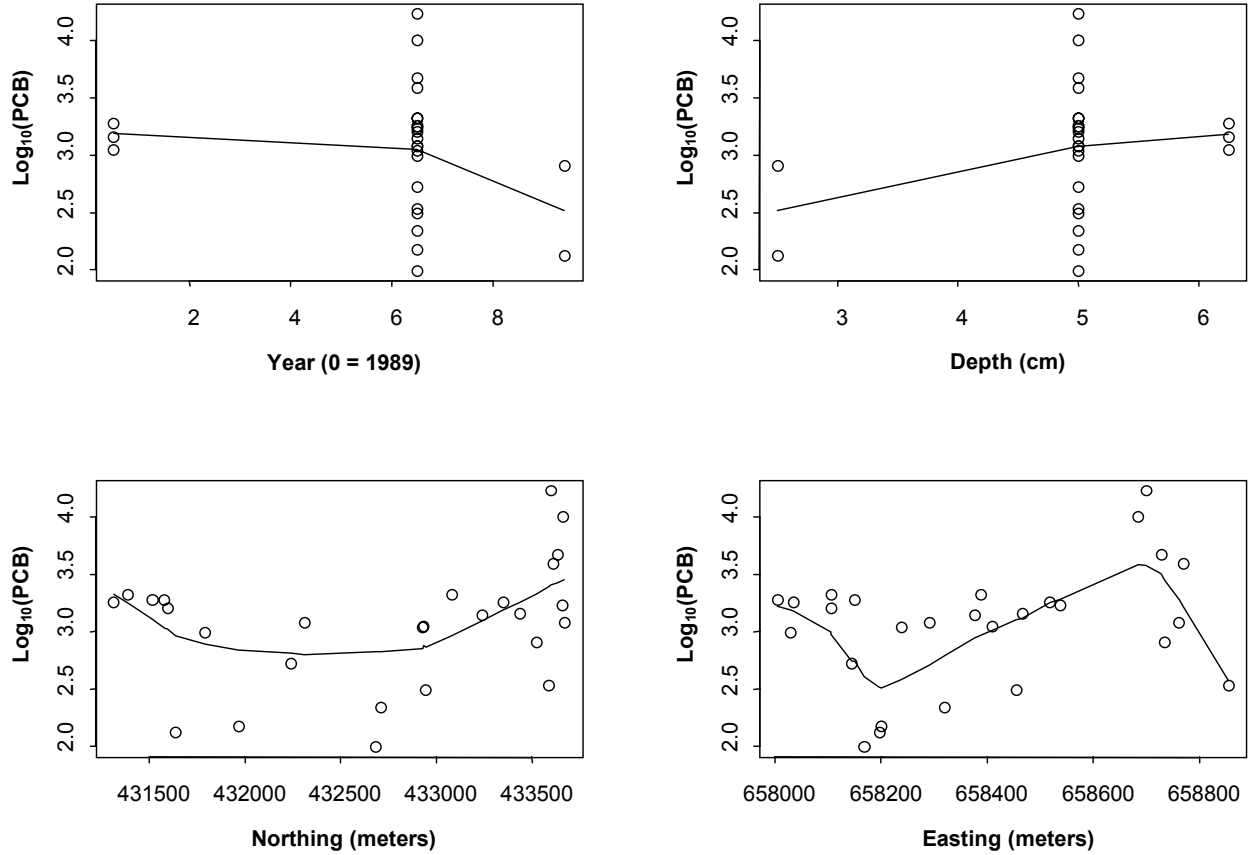 Log10(PCB)
4.0
3.5
3.0
2.5
2.0
2 4 6 8
Year (0 = 1989)
Log10(PCB)
4.0
3.5
3.0
2.5
2.0
3 4 5 6
Depth (cm)
Log10(PCB)
4.0
3.5
3.0
2.5
2.0
431500 432000 432500 433000 433500
Northing (meters)
Log10(PCB)
4.0
3.5
3.0
2.5
2.0
658000 658200 658400 658600 658800
Easting (meters)